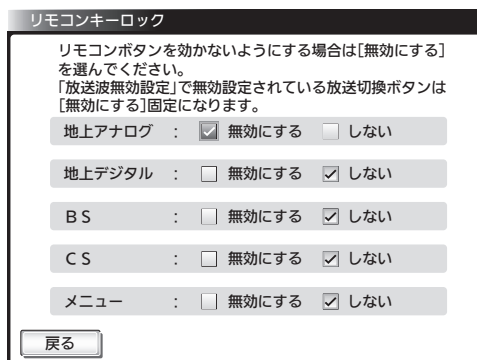 リモコンキーロック
リモコンボタンを効かないようにする場合は[無効にする]
を選んでください。
「放送波無効設定」で無効設定されている放送切換ボタンは
[無効にする]固定になります。
地上アナログ : 無効にする しない
地上デジタル : 無効にする しない
BS : 無効にする しない
CS : 無効にする しない
メニュー : 無効にする しない
戻る